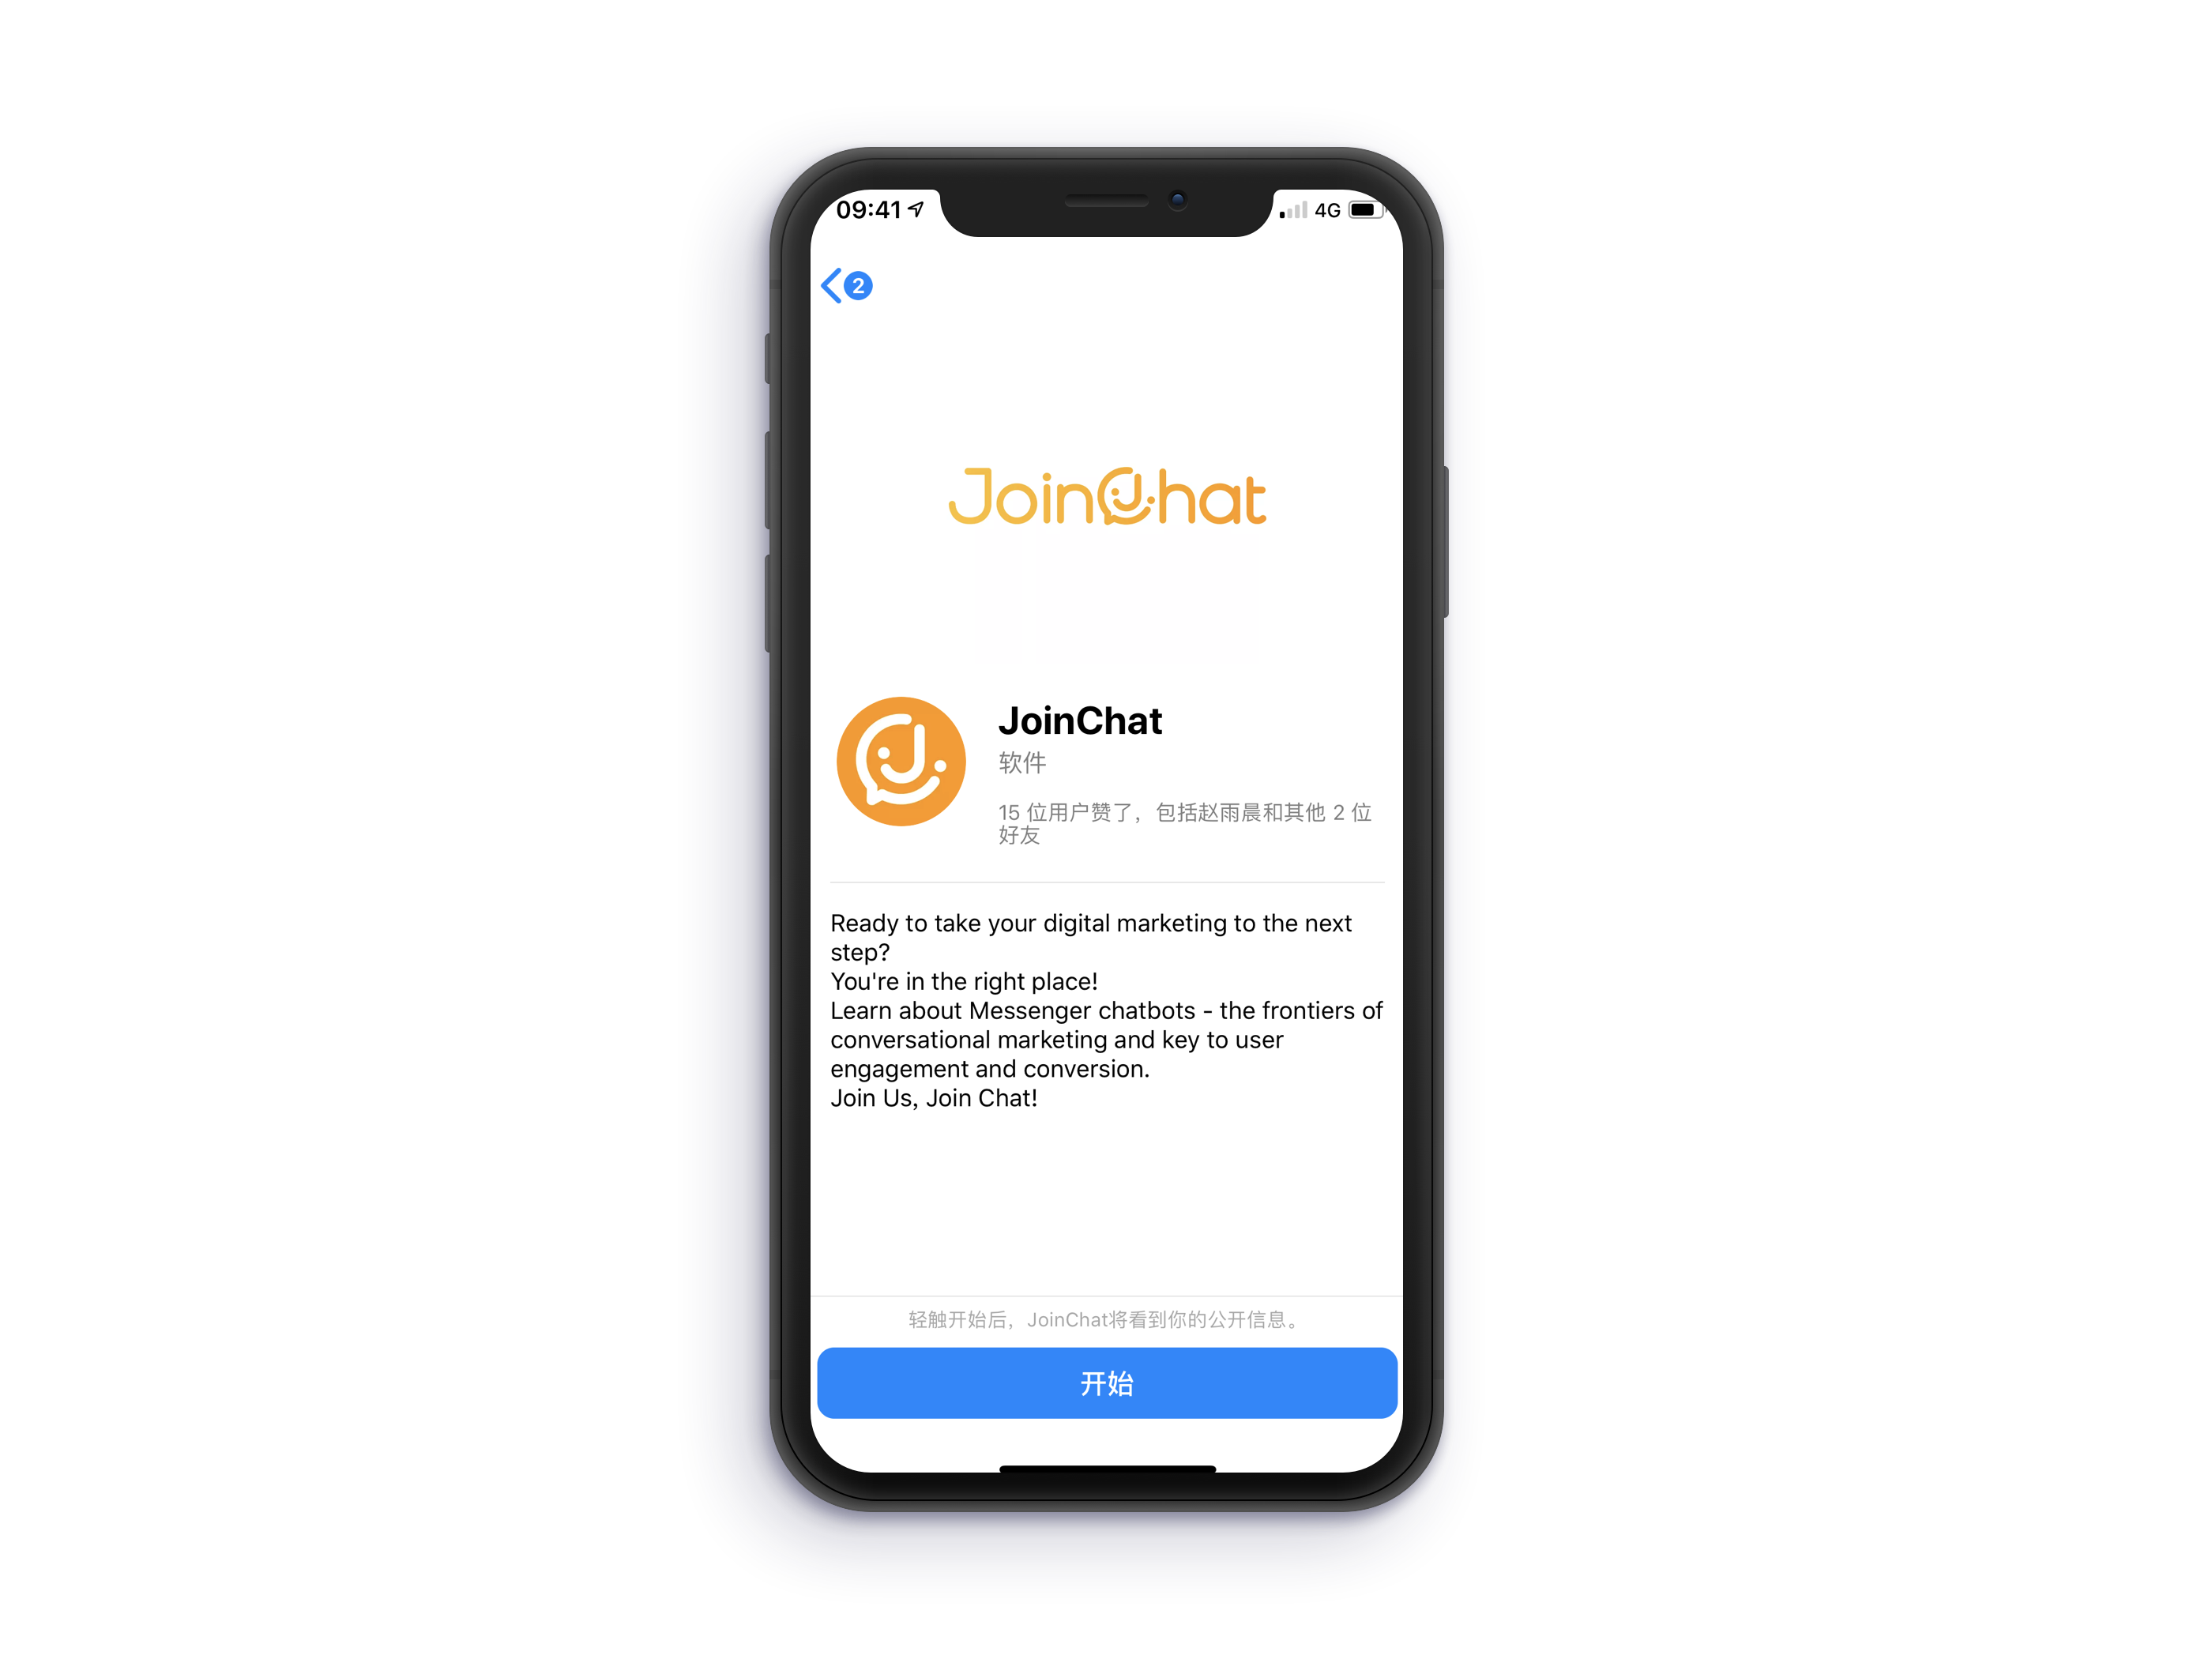 09:41
4G
2
JoinChat
JoinChat
软件
15 位用户赞了，包括赵雨晨和其他 2 位
好友
Ready to take your digital marketing to the next
step?
You're in the right place!
Learn about Messenger chatbots - the frontiers of
conversational marketing and key to user
engagement and conversion.
Join Us, Join Chat!
轻触开始后，JoinChat将看到你的公开信息。
开始